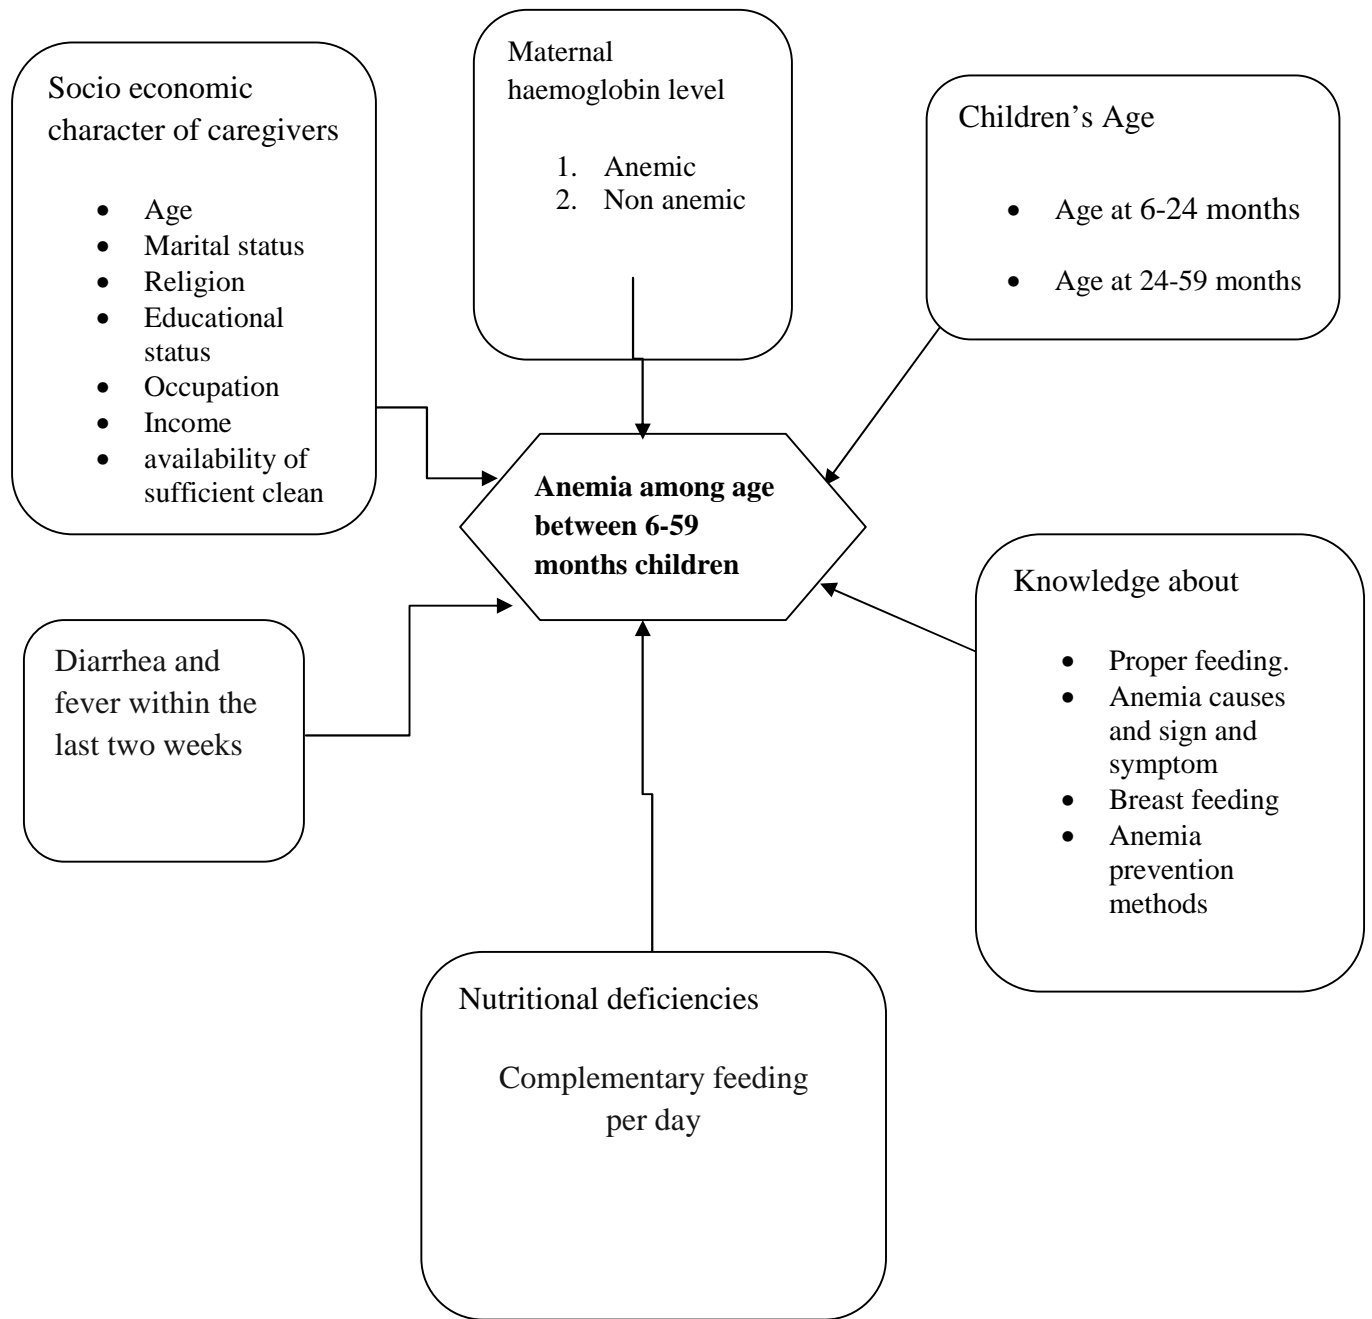 Socio economic
character of caregivers
• Age
• Marital status
• Religion
• Educational
status
• Occupation
• Income
• availability of
sufficient clean
Maternal
haemoglobin level
1. Anemic
2. Non anemic
Children’s Age
• Age at 6-24 months
• Age at 24-59 months
Anemia among age
between 6-59
months children
Diarrhea and
fever within the
last two weeks
Knowledge about
• Proper feeding.
• Anemia causes
and sign and
symptom
• Breast feeding
• Anemia
prevention
methods
Nutritional deficiencies
Complementary feeding
per day